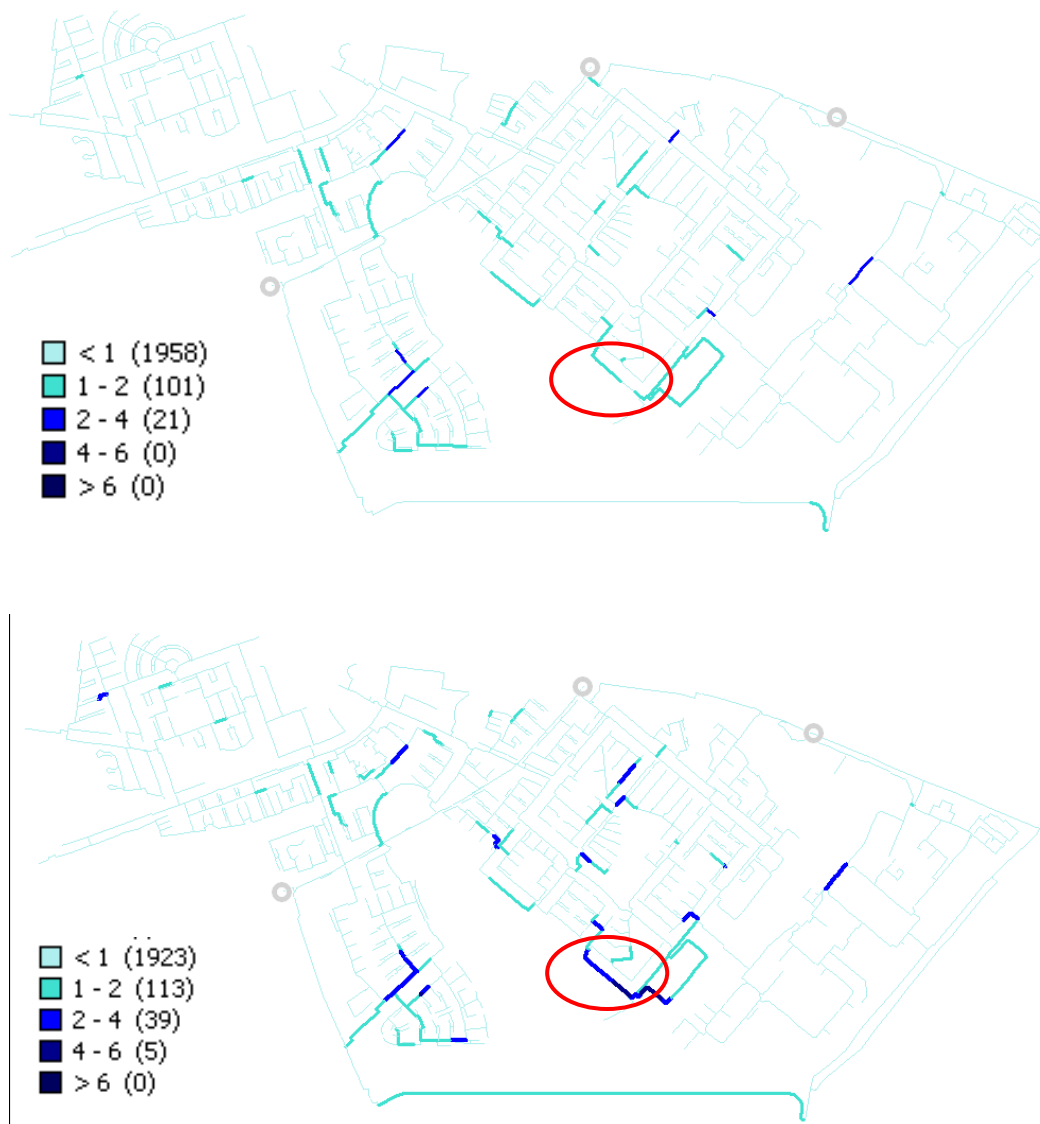 < 1 (1958)
1 - 2 (101)
2 - 4 (21)
4 - 6 (0)
> 6 (0)
< 1 (1923)
1 - 2 (113)
2 - 4 (39)
4 - 6 (5)
> 6 (0)